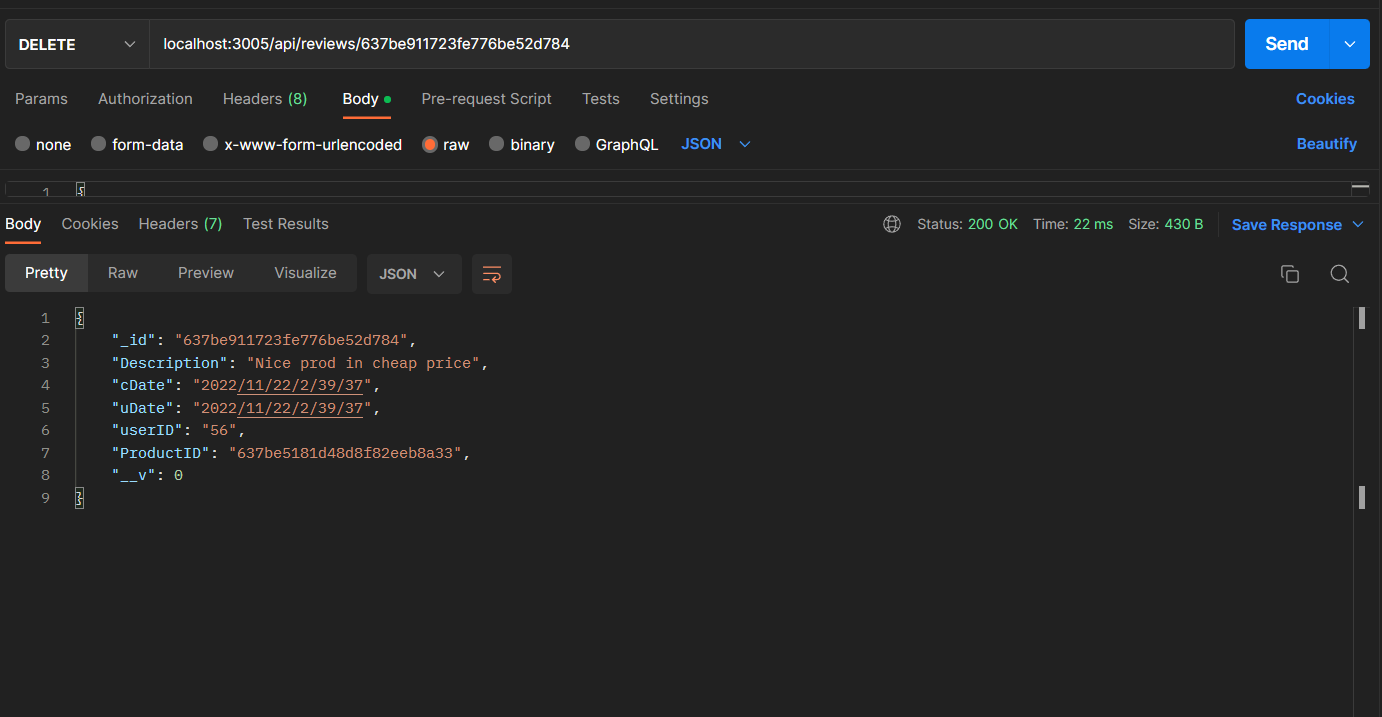 DELETE localhost:3005/api/reviews/637be911723fe776be52d784 Send
Params Authorization Headers (8) Body Pre-request Script Tests Settings Cookies
none form-data x-www-form-urlencoded raw binary GraphQL JSON Beautify
1 {
Body Cookies Headers (7) Test Results Status: 200 OK Time: 22 ms Size: 430 B Save Response
Pretty Raw Preview Visualize JSON
1 {
2 "_id": "637be911723fe776be52d784",
3 "Description": "Nice prod in cheap price",
4 "cDate": "2022/11/22/2/39/37",
5 "uDate": "2022/11/22/2/39/37",
6 "userID": "56",
7 "ProductID": "637be5181d48d8f82eeb8a33",
8 "__v": 0
9 }